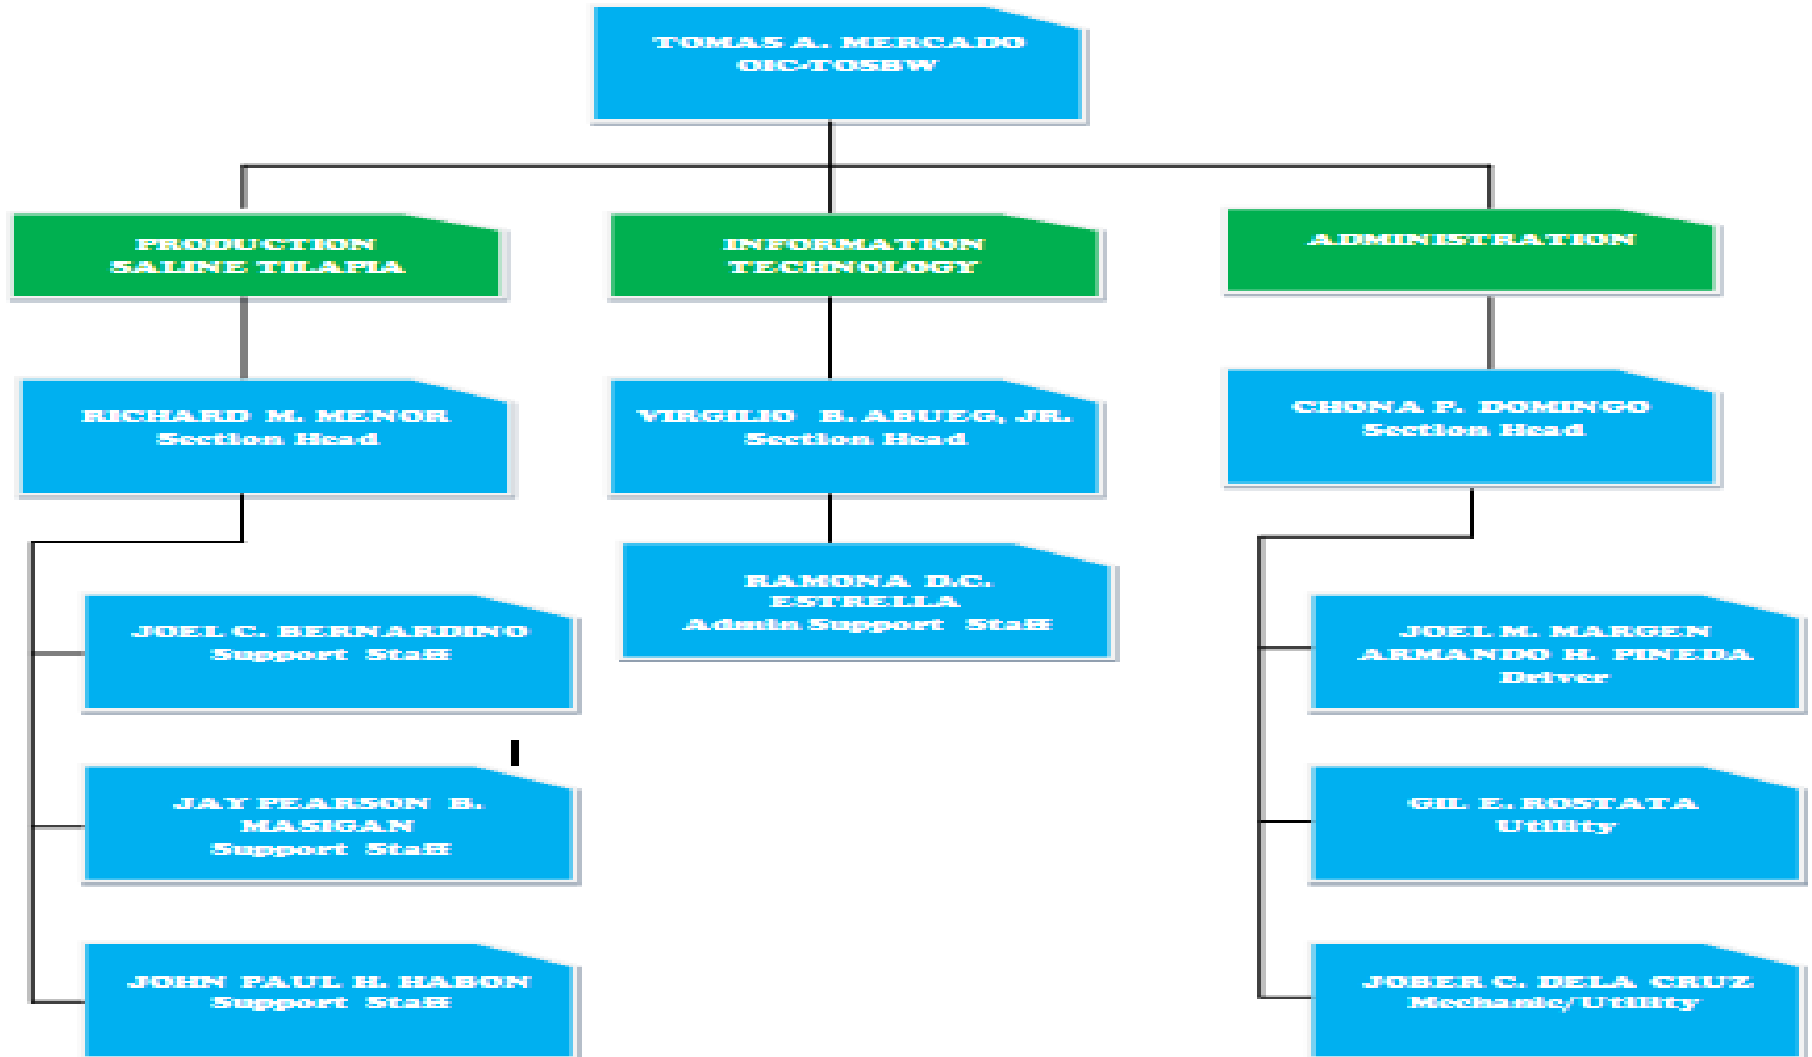 TOMAS A. MERCADO
OIC-TOSBW
PRODUCTION
SALINE TILAPIA
INFORMATION
TECHNOLOGY
ADMINISTRATION
RICHARD M. MENOR
Section Head
VIRGILIO B. ABUEG, JR.
Section Head
CHONA P. DOMINGO
Section Head
RAMONA D.C.
ESTRELLA
Admin Support Staff
JOEL C. BERNARDINO
Support Staff
JAY PEARSON B.
MASIGAN
Support Staff
JOHN PAUL H. HABON
Support Staff
JOEL M. MARGEN
ARMANDO H. PINEDA
Driver
GIL E. ROSTATA
Utility
JOBER C. DELA CRUZ
Mechanic/Utility